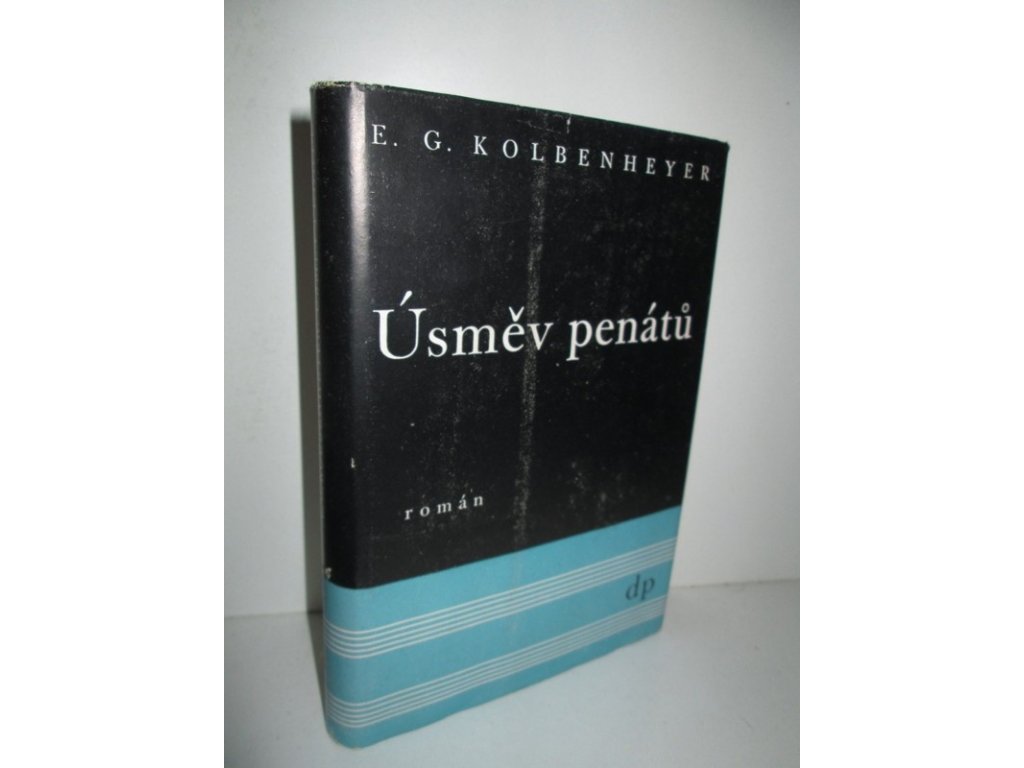 E. G. KOLBENHEYER
Úsměv penátů
román
dp